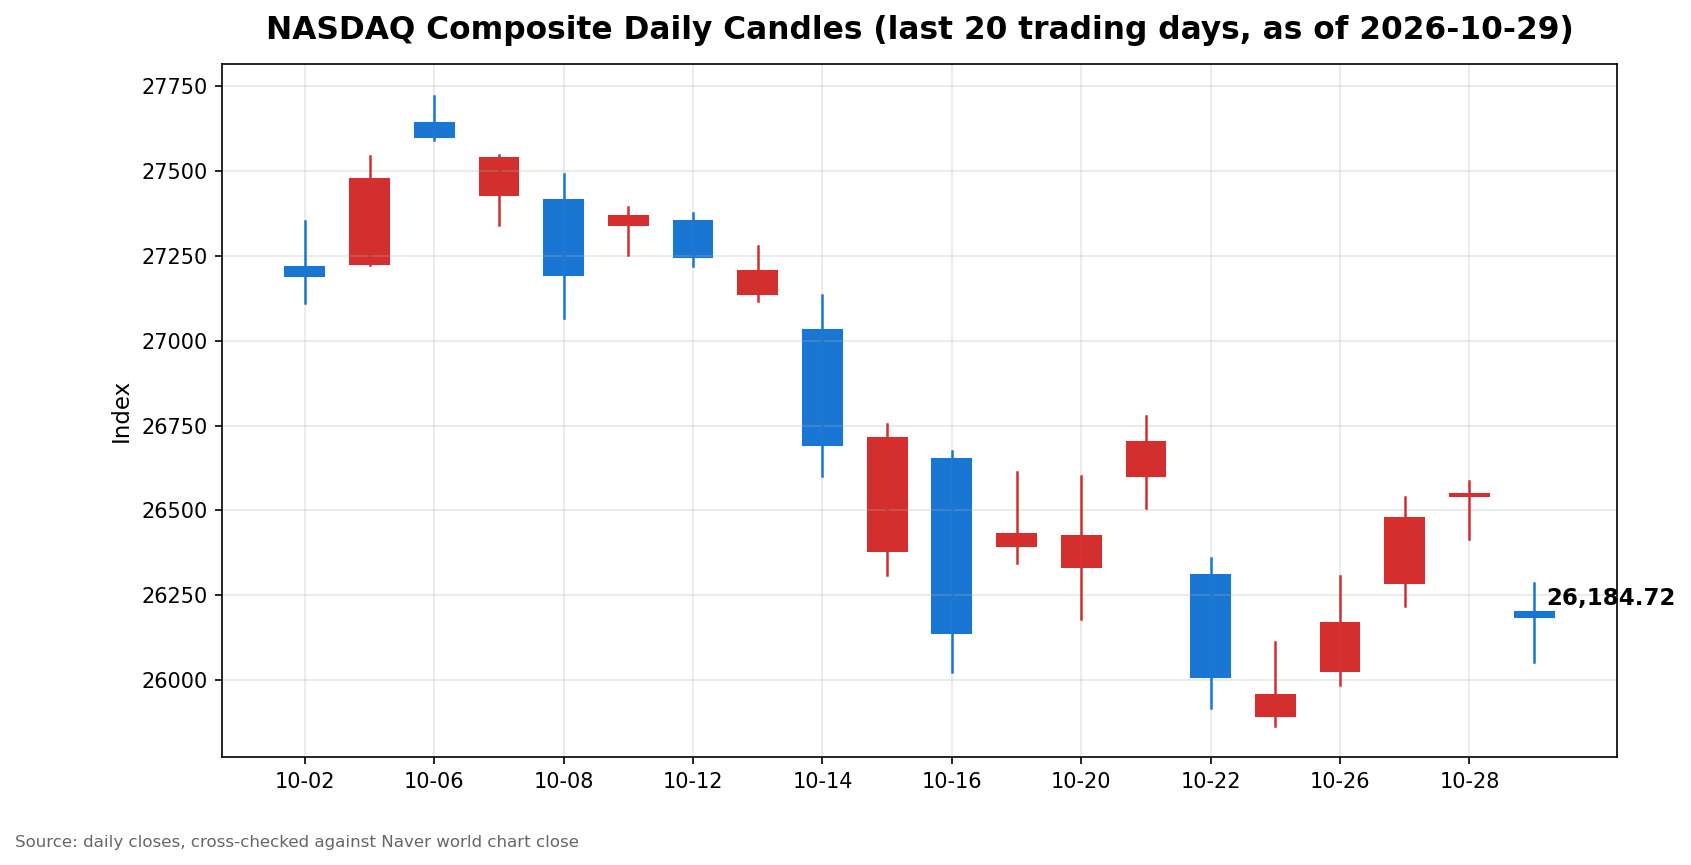 NASDAQ Composite Daily Candles (last 20 trading days, as of 2026-10-29)
Index
27750
27500
27250
27000
26750
26500
26250
26000
26,184.72
10-02 10-06 10-08 10-12 10-14 10-16 10-20 10-22 10-26 10-28
Source: daily closes, cross-checked against Naver world chart close